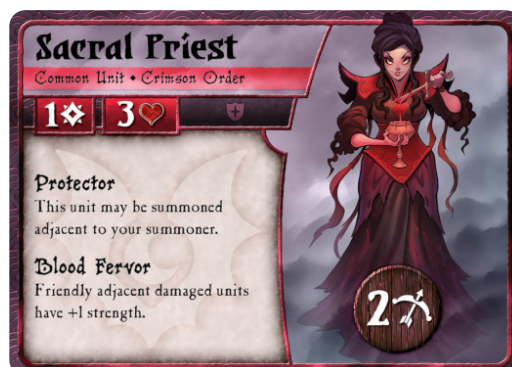 Sacral Priest
Common Unit • Crimson Order
1 3
Protector
This unit may be summoned
adjacent to your summoner.
Blood Fervor
Friendly adjacent damaged units
have +1 strength.
2